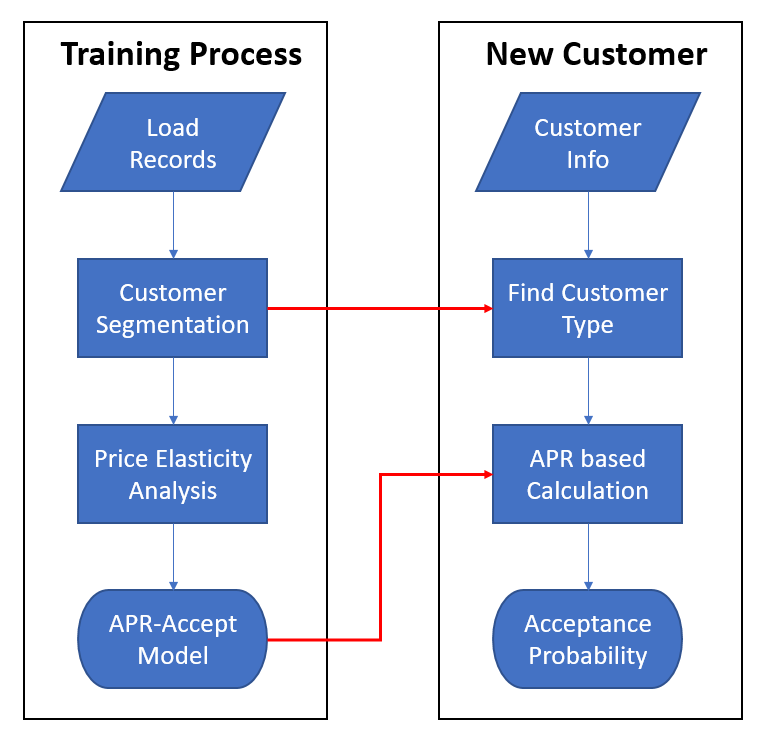 Training Process
Load
Records
Customer
Segmentation
Price Elasticity
Analysis
APR-Accept
Model
New Customer
Customer
Info
Find Customer
Type
APR based
Calculation
Acceptance
Probability